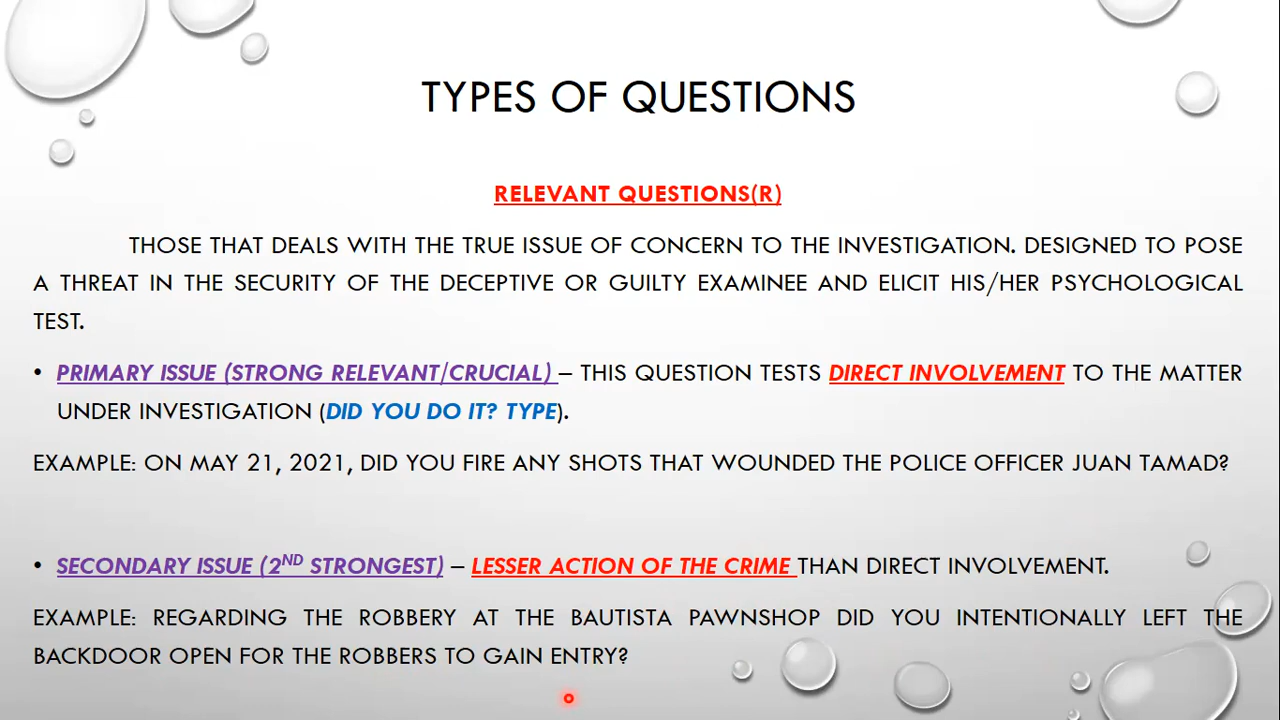 TYPES OF QUESTIONS
RELEVANT QUESTIONS(R)
THOSE THAT DEALS WITH THE TRUE ISSUE OF CONCERN TO THE INVESTIGATION. DESIGNED TO POSE
A THREAT IN THE SECURITY OF THE DECEPTIVE OR GUILTY EXAMINEE AND ELICIT HIS/HER PSYCHOLOGICAL
TEST.
• PRIMARY ISSUE (STRONG RELEVANT/CRUCIAL) – THIS QUESTION TESTS DIRECT INVOLVEMENT TO THE MATTER
UNDER INVESTIGATION (DID YOU DO IT? TYPE).
EXAMPLE: ON MAY 21, 2021, DID YOU FIRE ANY SHOTS THAT WOUNDED THE POLICE OFFICER JUAN TAMAD?
• SECONDARY ISSUE (2ND STRONGEST) – LESSER ACTION OF THE CRIME THAN DIRECT INVOLVEMENT.
EXAMPLE: REGARDING THE ROBBERY AT THE BAUTISTA PAWNSHOP DID YOU INTENTIONALLY LEFT THE
BACKDOOR OPEN FOR THE ROBBERS TO GAIN ENTRY?